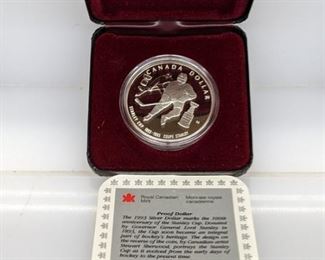 CANADA DOLLAR
STANLEY CUP 1893-1993 COUPE STANLEY
Royal Canadian Mint
Monnaie royale canadienne
Proof Dollar
The 1993 Silver Dollar marks the 100th
anniversary of the Stanley Cup. Donated
by Governor General Lord Stanley in
1893, the Cup soon became an integral
part of hockey's heritage. The design on
the reverse of the coin, by Canadian artist
Stewart Sherwood, portrays the Stanley
Cup as it evolved from the early days of
hockey to the present time.